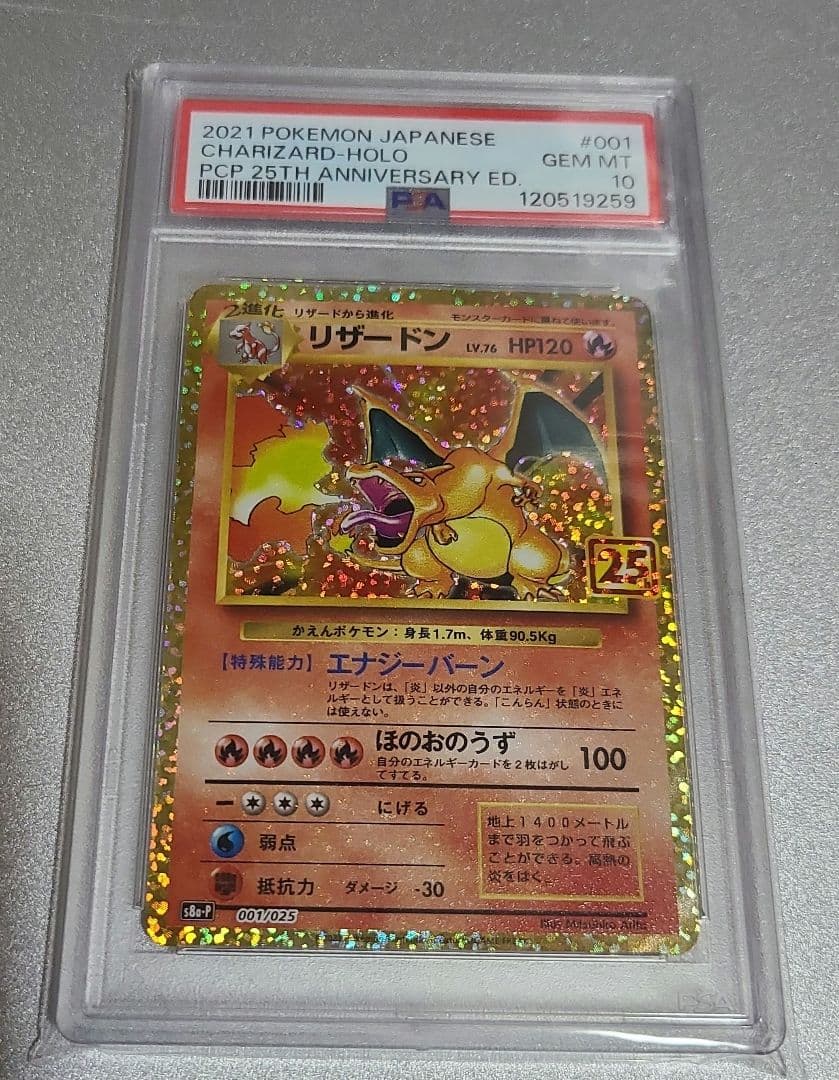 2021 POKEMON JAPANESE #001
CHARIZARD-HOLO GEM MT
PCP 25TH ANNIVERSARY ED. 10
PSA 120519259
2進化 リザードから進化 モンスターカードに重ねて使います。
リザードン LV.76 HP120
25
かえんポケモン：身長1.7m、体重90.5Kg
【特殊能力】エナジーバーン
リザードンは、「炎」以外の自分のエネルギーを「炎」エネ
ルギーとして扱うことができる。「こんらん」状態のときに
は使えない。
ほのおのうず 100
自分のエネルギーカードを2枚はがし
てすてる。
にげる
弱点
抵抗力 ダメージ -30
地上1400メートル
まで羽をつかって飛ぶ
ことができる。高熱の
炎をはく。
s8a-P 001/025
Mitsuhiro Arita
PSA